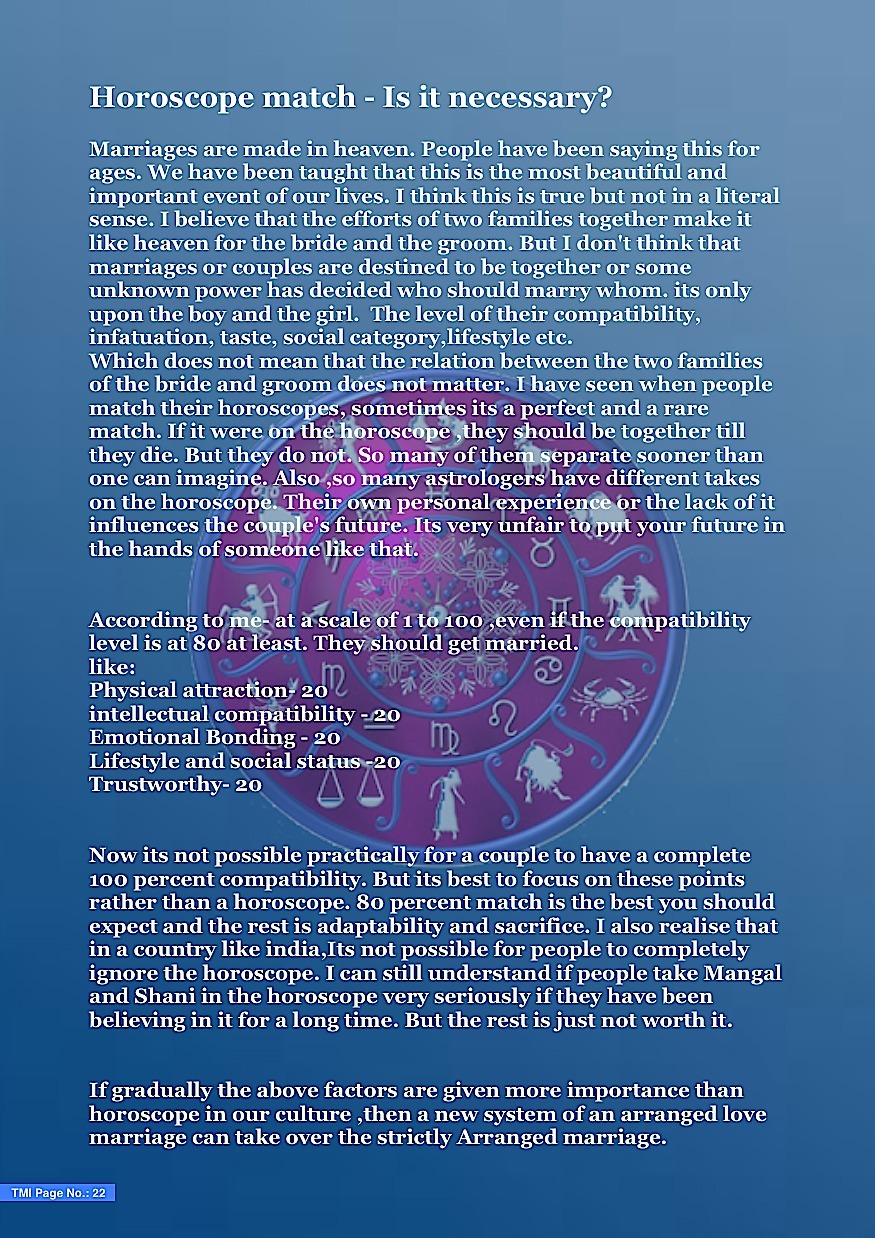 Horoscope match - Is it necessary?
Marriages are made in heaven. People have been saying this for
ages. We have been taught that this is the most beautiful and
important event of our lives. I think this is true but not in a literal
sense. I believe that the efforts of two families together make it
like heaven for the bride and the groom. But I don't think that
marriages or couples are destined to be together or some
unknown power has decided who should marry whom. its only
upon the boy and the girl.  The level of their compatibility,
infatuation, taste, social category,lifestyle etc.
Which does not mean that the relation between the two families
of the bride and groom does not matter. I have seen when people
match their horoscopes, sometimes its a perfect and a rare
match. If it were on the horoscope ,they should be together till
they die. But they do not. So many of them separate sooner than
one can imagine. Also ,so many astrologers have different takes
on the horoscope. Their own personal experience or the lack of it
influences the couple's future. Its very unfair to put your future in
the hands of someone like that.
According to me- at a scale of 1 to 100 ,even if the compatibility
level is at 80 at least. They should get married.
like:
Physical attraction- 20
intellectual compatibility - 20
Emotional Bonding - 20
Lifestyle and social status -20
Trustworthy- 20
Now its not possible practically for a couple to have a complete
100 percent compatibility. But its best to focus on these points
rather than a horoscope. 80 percent match is the best you should
expect and the rest is adaptability and sacrifice. I also realise that
in a country like india,Its not possible for people to completely
ignore the horoscope. I can still understand if people take Mangal
and Shani in the horoscope very seriously if they have been
believing in it for a long time. But the rest is just not worth it.
If gradually the above factors are given more importance than
horoscope in our culture ,then a new system of an arranged love
marriage can take over the strictly Arranged marriage.
TMI Page No.: 22